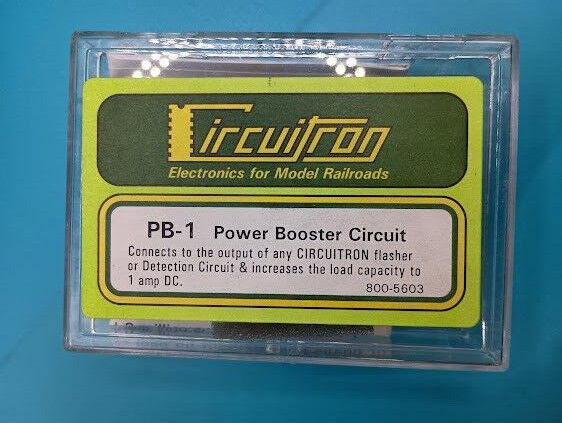 Circuitron
Electronics for Model Railroads
PB-1 Power Booster Circuit
Connects to the output of any CIRCUITRON flasher
or Detection Circuit & increases the load capacity to
1 amp DC.
800-5603